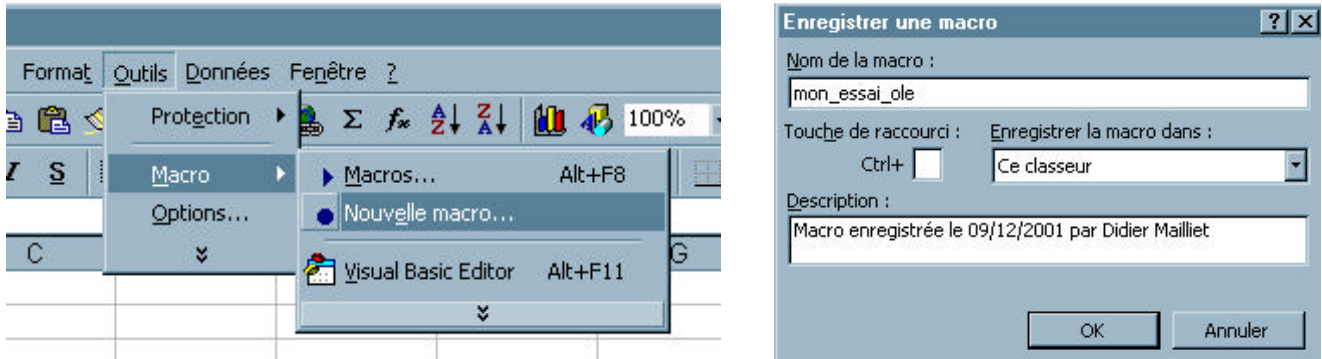 Format Outils Données Fenêtre ?
Protection
Σ fx A Z Z A 100%
I S
Macro
Macros... Alt+F8
Options...
Nouvelle macro...
C
G
Visual Basic Editor Alt+F11
Enregistrer une macro
Nom de la macro :
mon_essai_ole
Touche de raccourci : Enregistrer la macro dans :
Ctrl+ Ce classeur
Description :
Macro enregistrée le 09/12/2001 par Didier Mailliet
OK Annuler